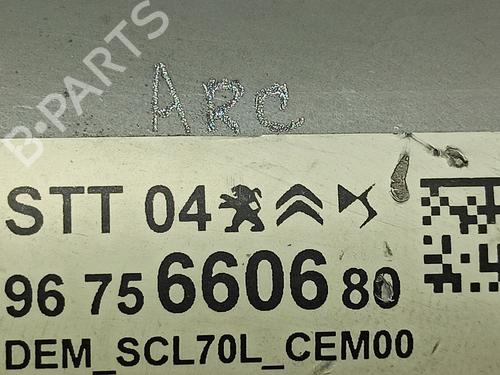 ARC
B-PARTS
STT 04
96 75 6606 80
DEM_SCL70L_CEM00